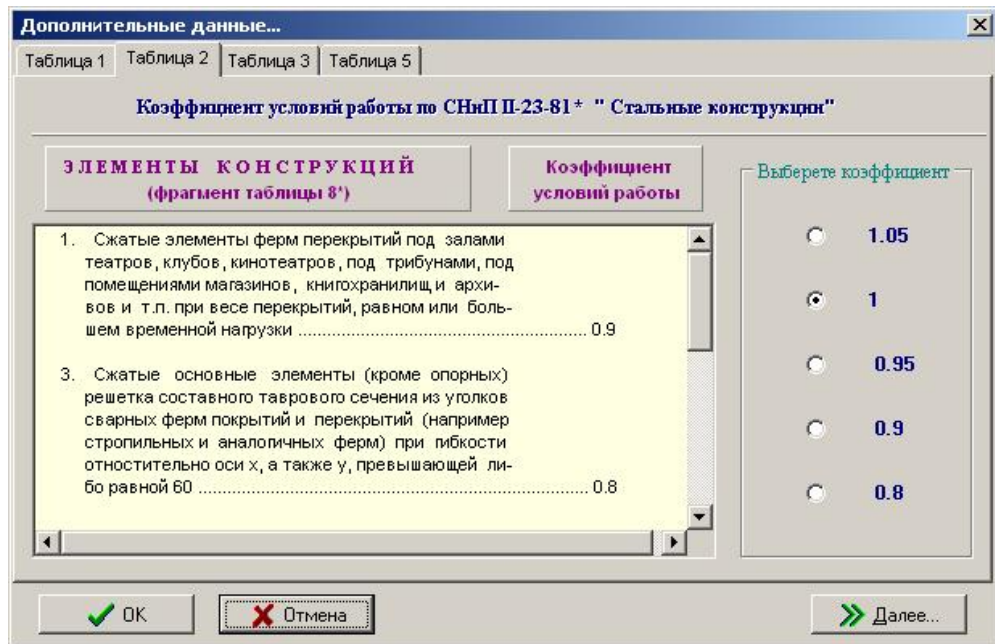 Дополнительные данные...
Таблица 1 Таблица 2 Таблица 3 Таблица 5
Коэффициент условий работы по СНиП II-23-81* " Стальные конструкции"
ЭЛЕМЕНТЫ КОНСТРУКЦИЙ
(фрагмент таблицы 8*)
Коэффициент
условий работы
1. Сжатые элементы ферм перекрытий под залами
театров, клубов, кинотеатров, под трибунами, под
помещениями магазинов, книгохранилищ и архи-
вов и т.п. при весе перекрытий, равном или боль-
шем временной нагрузки ........................................................ 0.9
3. Сжатые основные элементы (кроме опорных)
решетка составного таврового сечения из уголков
сварных ферм покрытий и перекрытий (например
стропильных и аналогичных ферм) при гибкости
отностительно оси х, а также у, превышающей ли-
бо равной 60 ............................................................................ 0.8
Выберете коэффициент
1.05
1
0.95
0.9
0.8
OK Отмена Далее...